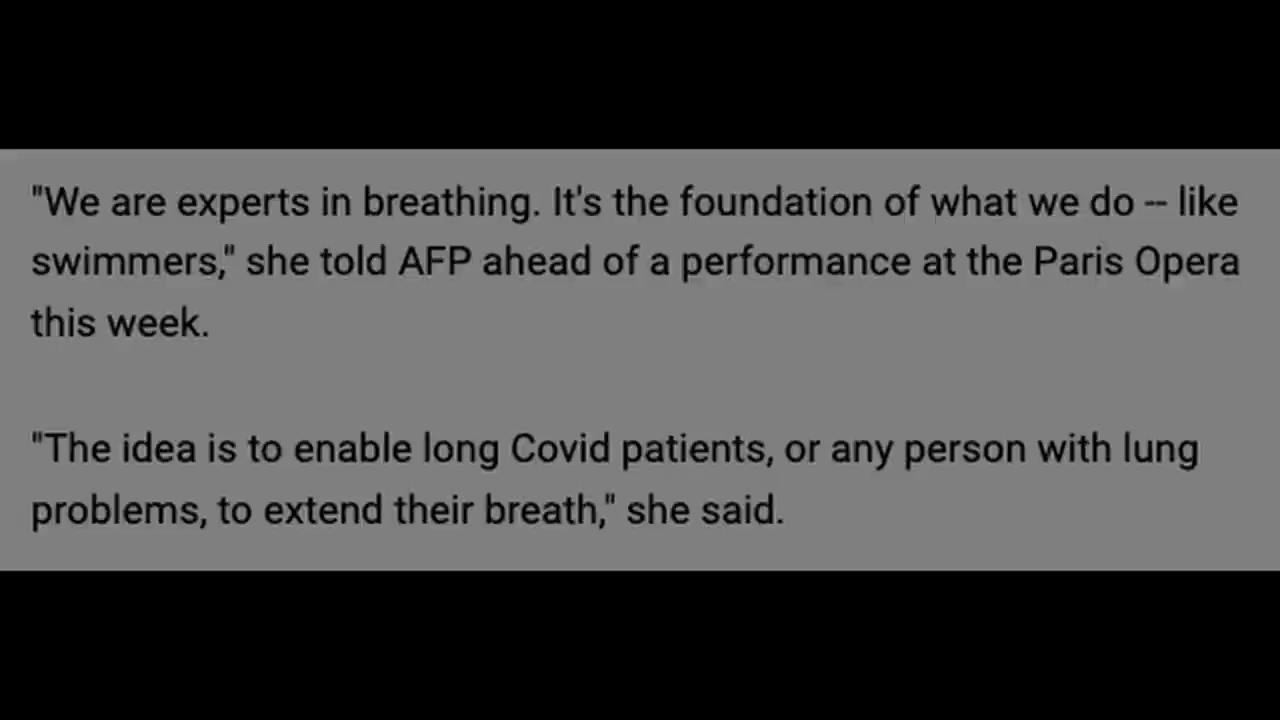 "We are experts in breathing. It's the foundation of what we do -- like
swimmers," she told AFP ahead of a performance at the Paris Opera
this week.
"The idea is to enable long Covid patients, or any person with lung
problems, to extend their breath," she said.